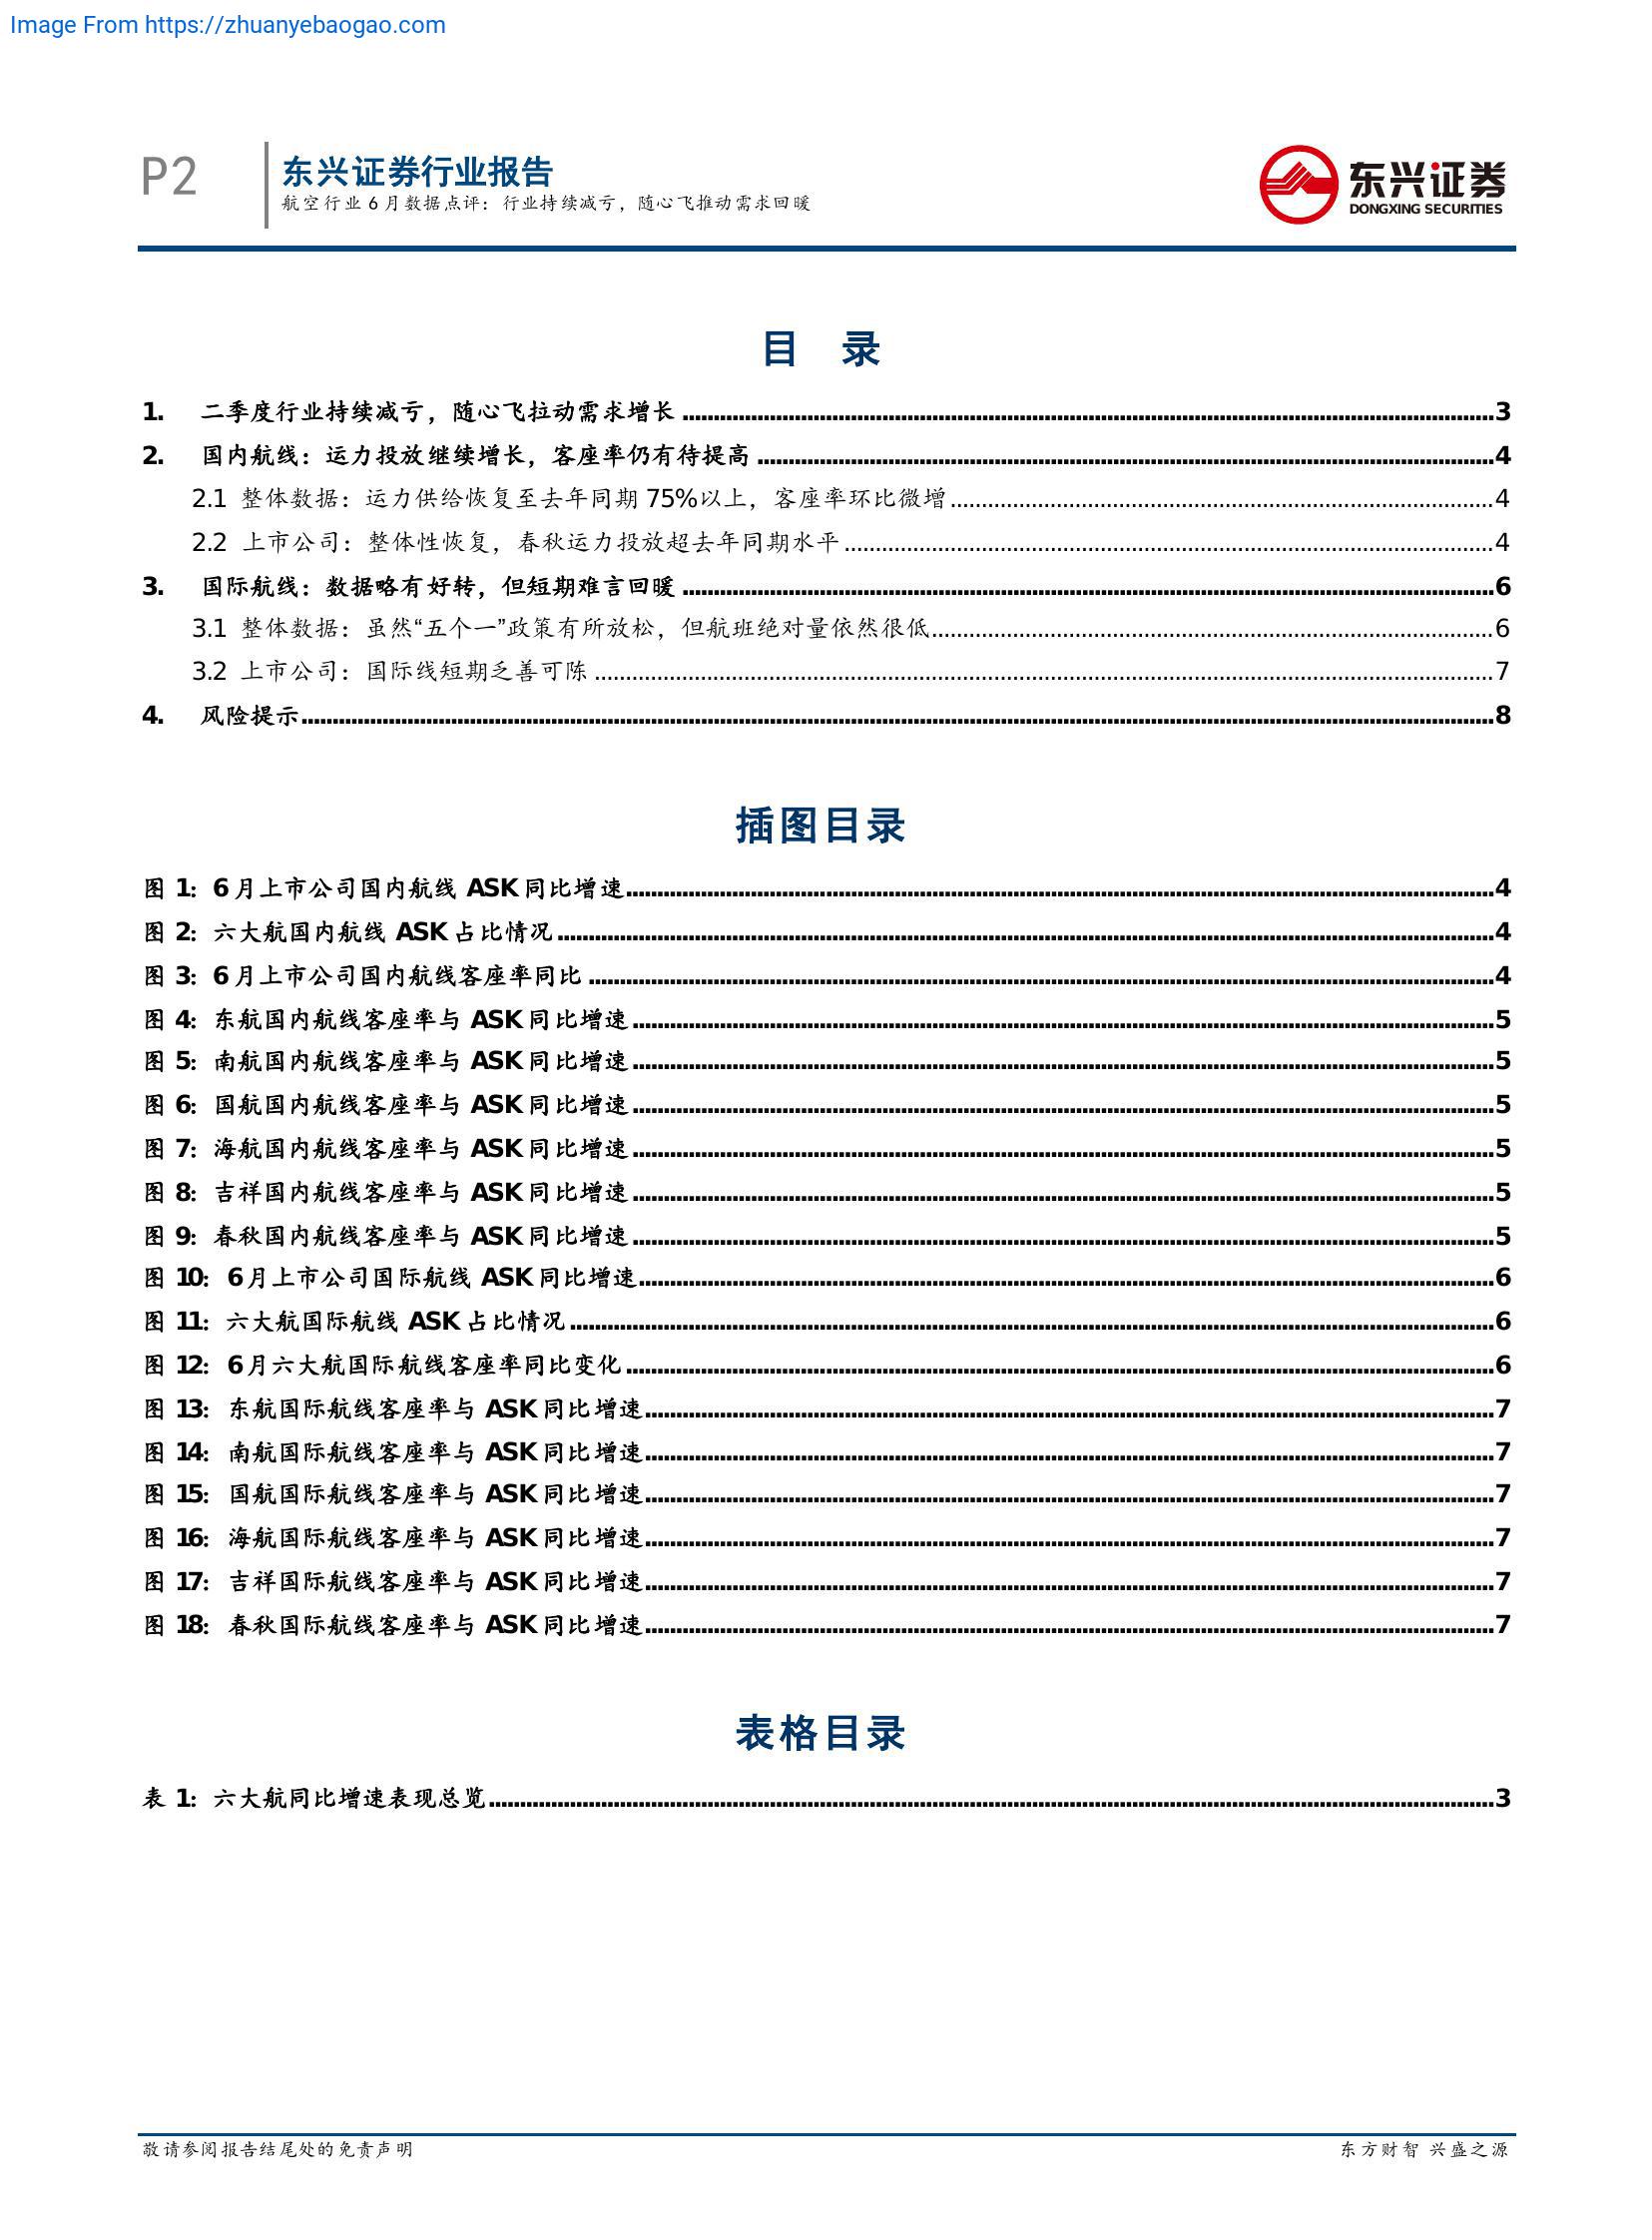 Image From https://zhuanyebaogao.com
P2
东兴证券行业报告
航空行业 6 月数据点评：行业持续减亏，随心飞推动需求回暖
东兴证券
DONGXING SECURITIES
目 录
1. 二季度行业持续减亏，随心飞拉动需求增长 3
2. 国内航线：运力投放继续增长，客座率仍有待提高 4
2.1 整体数据：运力供给恢复至去年同期 75%以上，客座率环比微增 4
2.2 上市公司：整体性恢复，春秋运力投放超去年同期水平 4
3. 国际航线：数据略有好转，但短期难言回暖 6
3.1 整体数据：虽然“五个一”政策有所放松，但航班绝对量依然很低 6
3.2 上市公司：国际线短期乏善可陈 7
4. 风险提示 8
插图目录
图 1：6 月上市公司国内航线 ASK 同比增速 4
图 2：六大航国内航线 ASK 占比情况 4
图 3：6 月上市公司国内航线客座率同比 4
图 4：东航国内航线客座率与 ASK 同比增速 5
图 5：南航国内航线客座率与 ASK 同比增速 5
图 6：国航国内航线客座率与 ASK 同比增速 5
图 7：海航国内航线客座率与 ASK 同比增速 5
图 8：吉祥国内航线客座率与 ASK 同比增速 5
图 9：春秋国内航线客座率与 ASK 同比增速 5
图 10：6 月上市公司国际航线 ASK 同比增速 6
图 11：六大航国际航线 ASK 占比情况 6
图 12：6 月六大航国际航线客座率同比变化 6
图 13：东航国际航线客座率与 ASK 同比增速 7
图 14：南航国际航线客座率与 ASK 同比增速 7
图 15：国航国际航线客座率与 ASK 同比增速 7
图 16：海航国际航线客座率与 ASK 同比增速 7
图 17：吉祥国际航线客座率与 ASK 同比增速 7
图 18：春秋国际航线客座率与 ASK 同比增速 7
表格目录
表 1：六大航同比增速表现总览 3
敬请参阅报告结尾处的免责声明
东方财智 兴盛之源